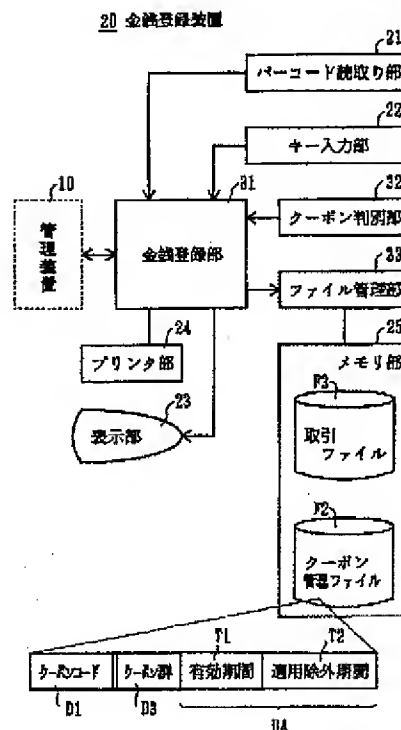 20 金銭登録装置
21
バーコード読取り部
22
キー入力部
10
31
32
管理装置
金銭登録部
クーポン判別部
33
ファイル管理部
24
25
プリンタ部
メモリ部
23
F3
表示部
取引
ファイル
F2
クーポン
管理ファイル
T1
T2
クーポンコード
クーポン群
有効期間
適用除外期間
D1
D3
D4